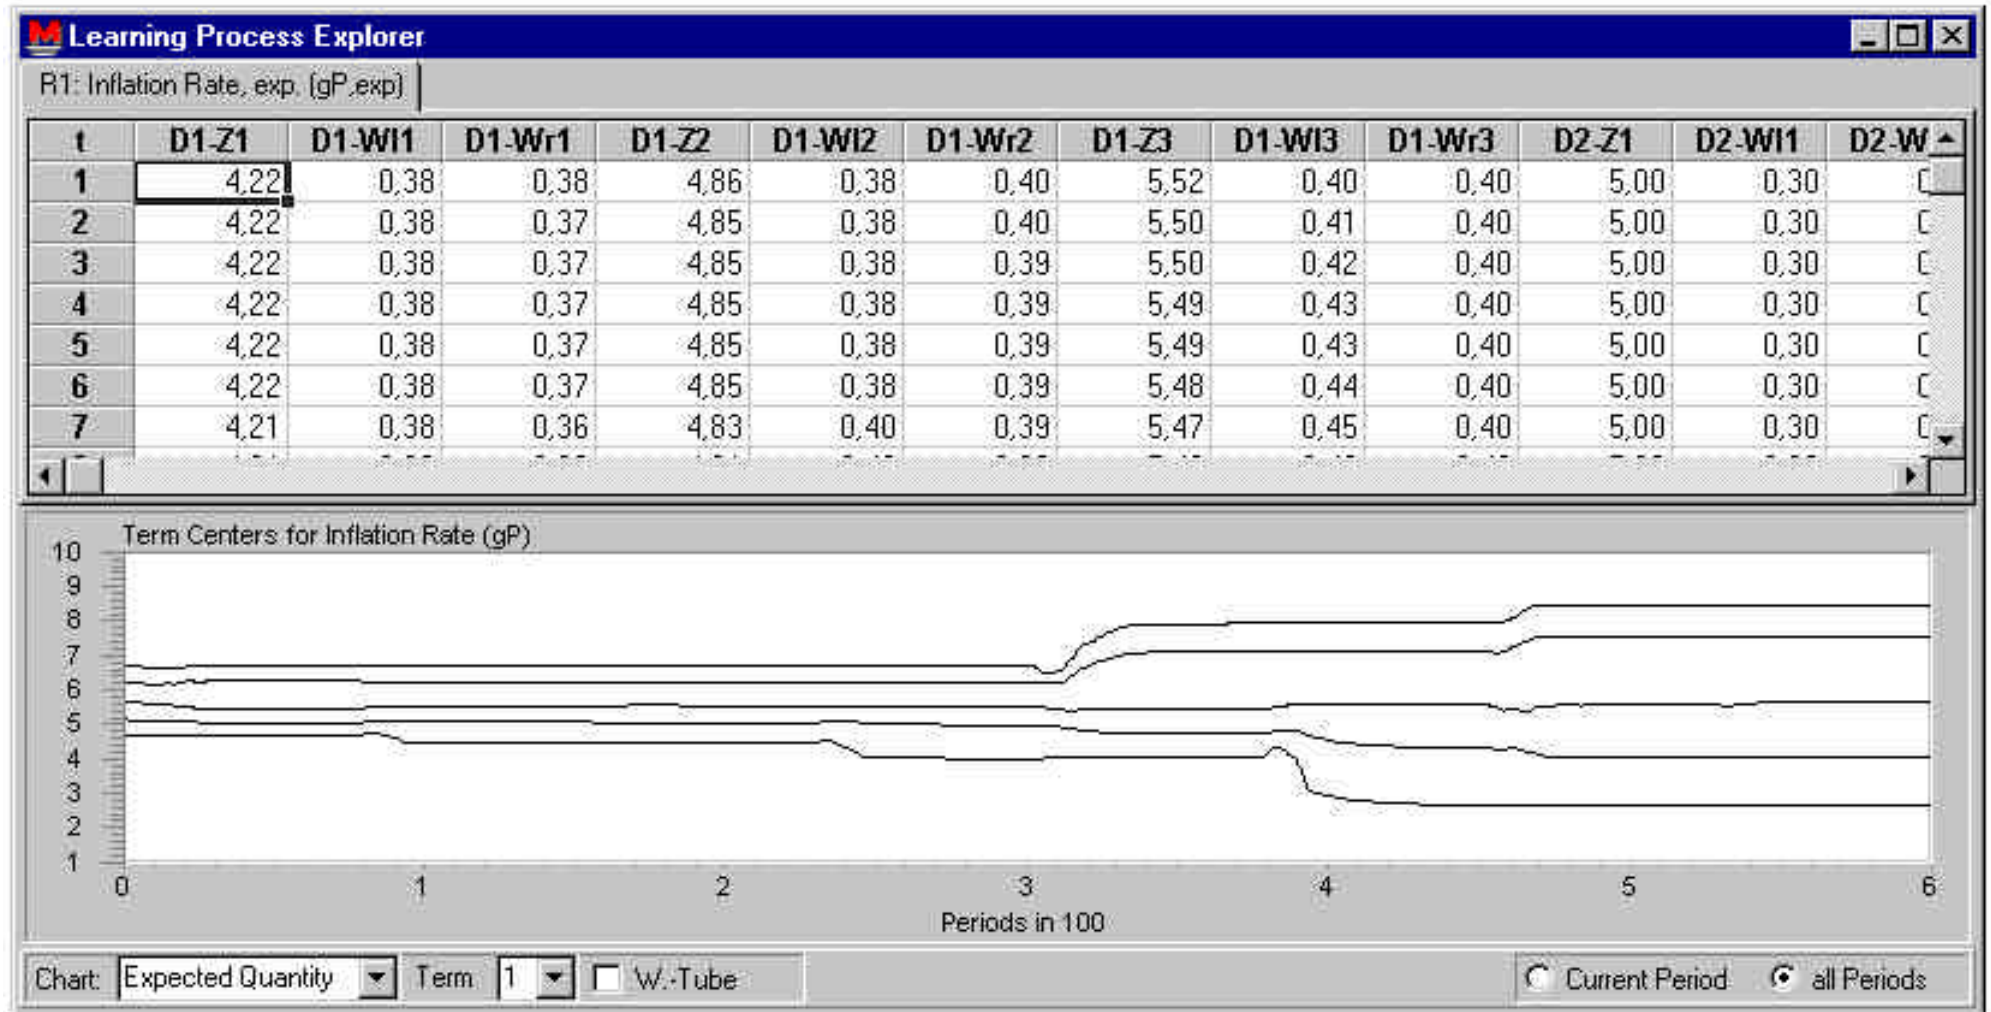 M Learning Process Explorer
R1: Inflation Rate, exp. (gP,exp)
t D1-Z1 D1-Wl1 D1-Wr1 D1-Z2 D1-Wl2 D1-Wr2 D1-Z3 D1-Wl3 D1-Wr3 D2-Z1 D2-Wl1 D2-W
1 4,22 0,38 0,38 4,86 0,38 0,40 5,52 0,40 0,40 5,00 0,30
2 4,22 0,38 0,37 4,85 0,38 0,40 5,50 0,41 0,40 5,00 0,30
3 4,22 0,38 0,37 4,85 0,38 0,39 5,50 0,42 0,40 5,00 0,30
4 4,22 0,38 0,37 4,85 0,38 0,39 5,49 0,43 0,40 5,00 0,30
5 4,22 0,38 0,37 4,85 0,38 0,39 5,49 0,43 0,40 5,00 0,30
6 4,22 0,38 0,37 4,85 0,38 0,39 5,48 0,44 0,40 5,00 0,30
7 4,21 0,38 0,36 4,83 0,40 0,39 5,47 0,45 0,40 5,00 0,30
Term Centers for Inflation Rate (gP)
10
9
8
7
6
5
4
3
2
1
0 1 2 3 4 5 6
Periods in 100
Chart: Expected Quantity Term 1 W.-Tube Current Period all Periods